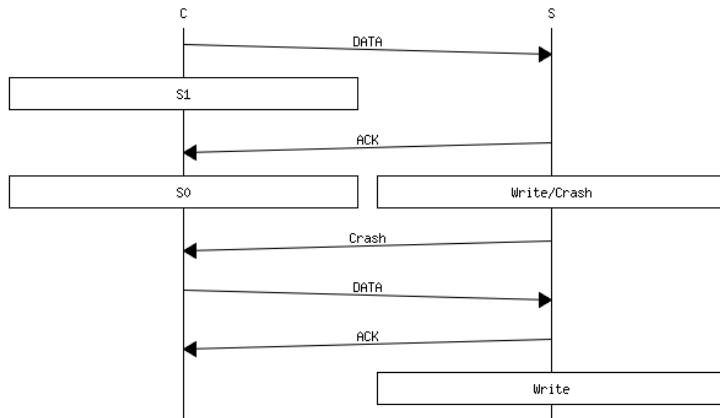 C S
DATA
S1
ACK
S0 Write/Crash
Crash
DATA
ACK
Write